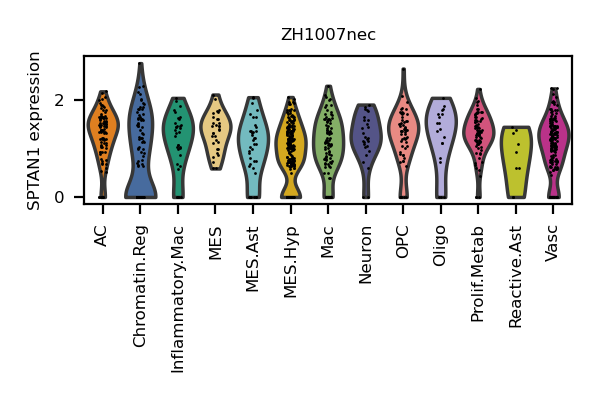 ZH1007nec
SPTAN1 expression
2
0
AC
Chromatin.Reg
Inflammatory.Mac
MES
MES.Ast
MES.Hyp
Mac
Neuron
OPC
Oligo
Prolif.Metab
Reactive.Ast
Vasc